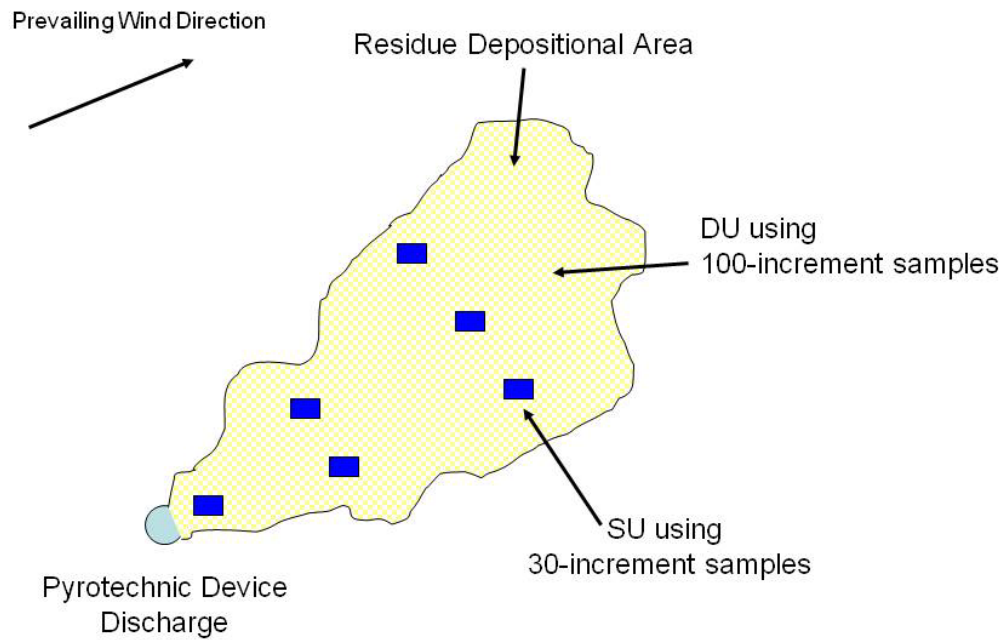 Prevailing Wind Direction
Residue Depositional Area
DU using
100-increment samples
SU using
30-increment samples
Pyrotechnic Device
Discharge